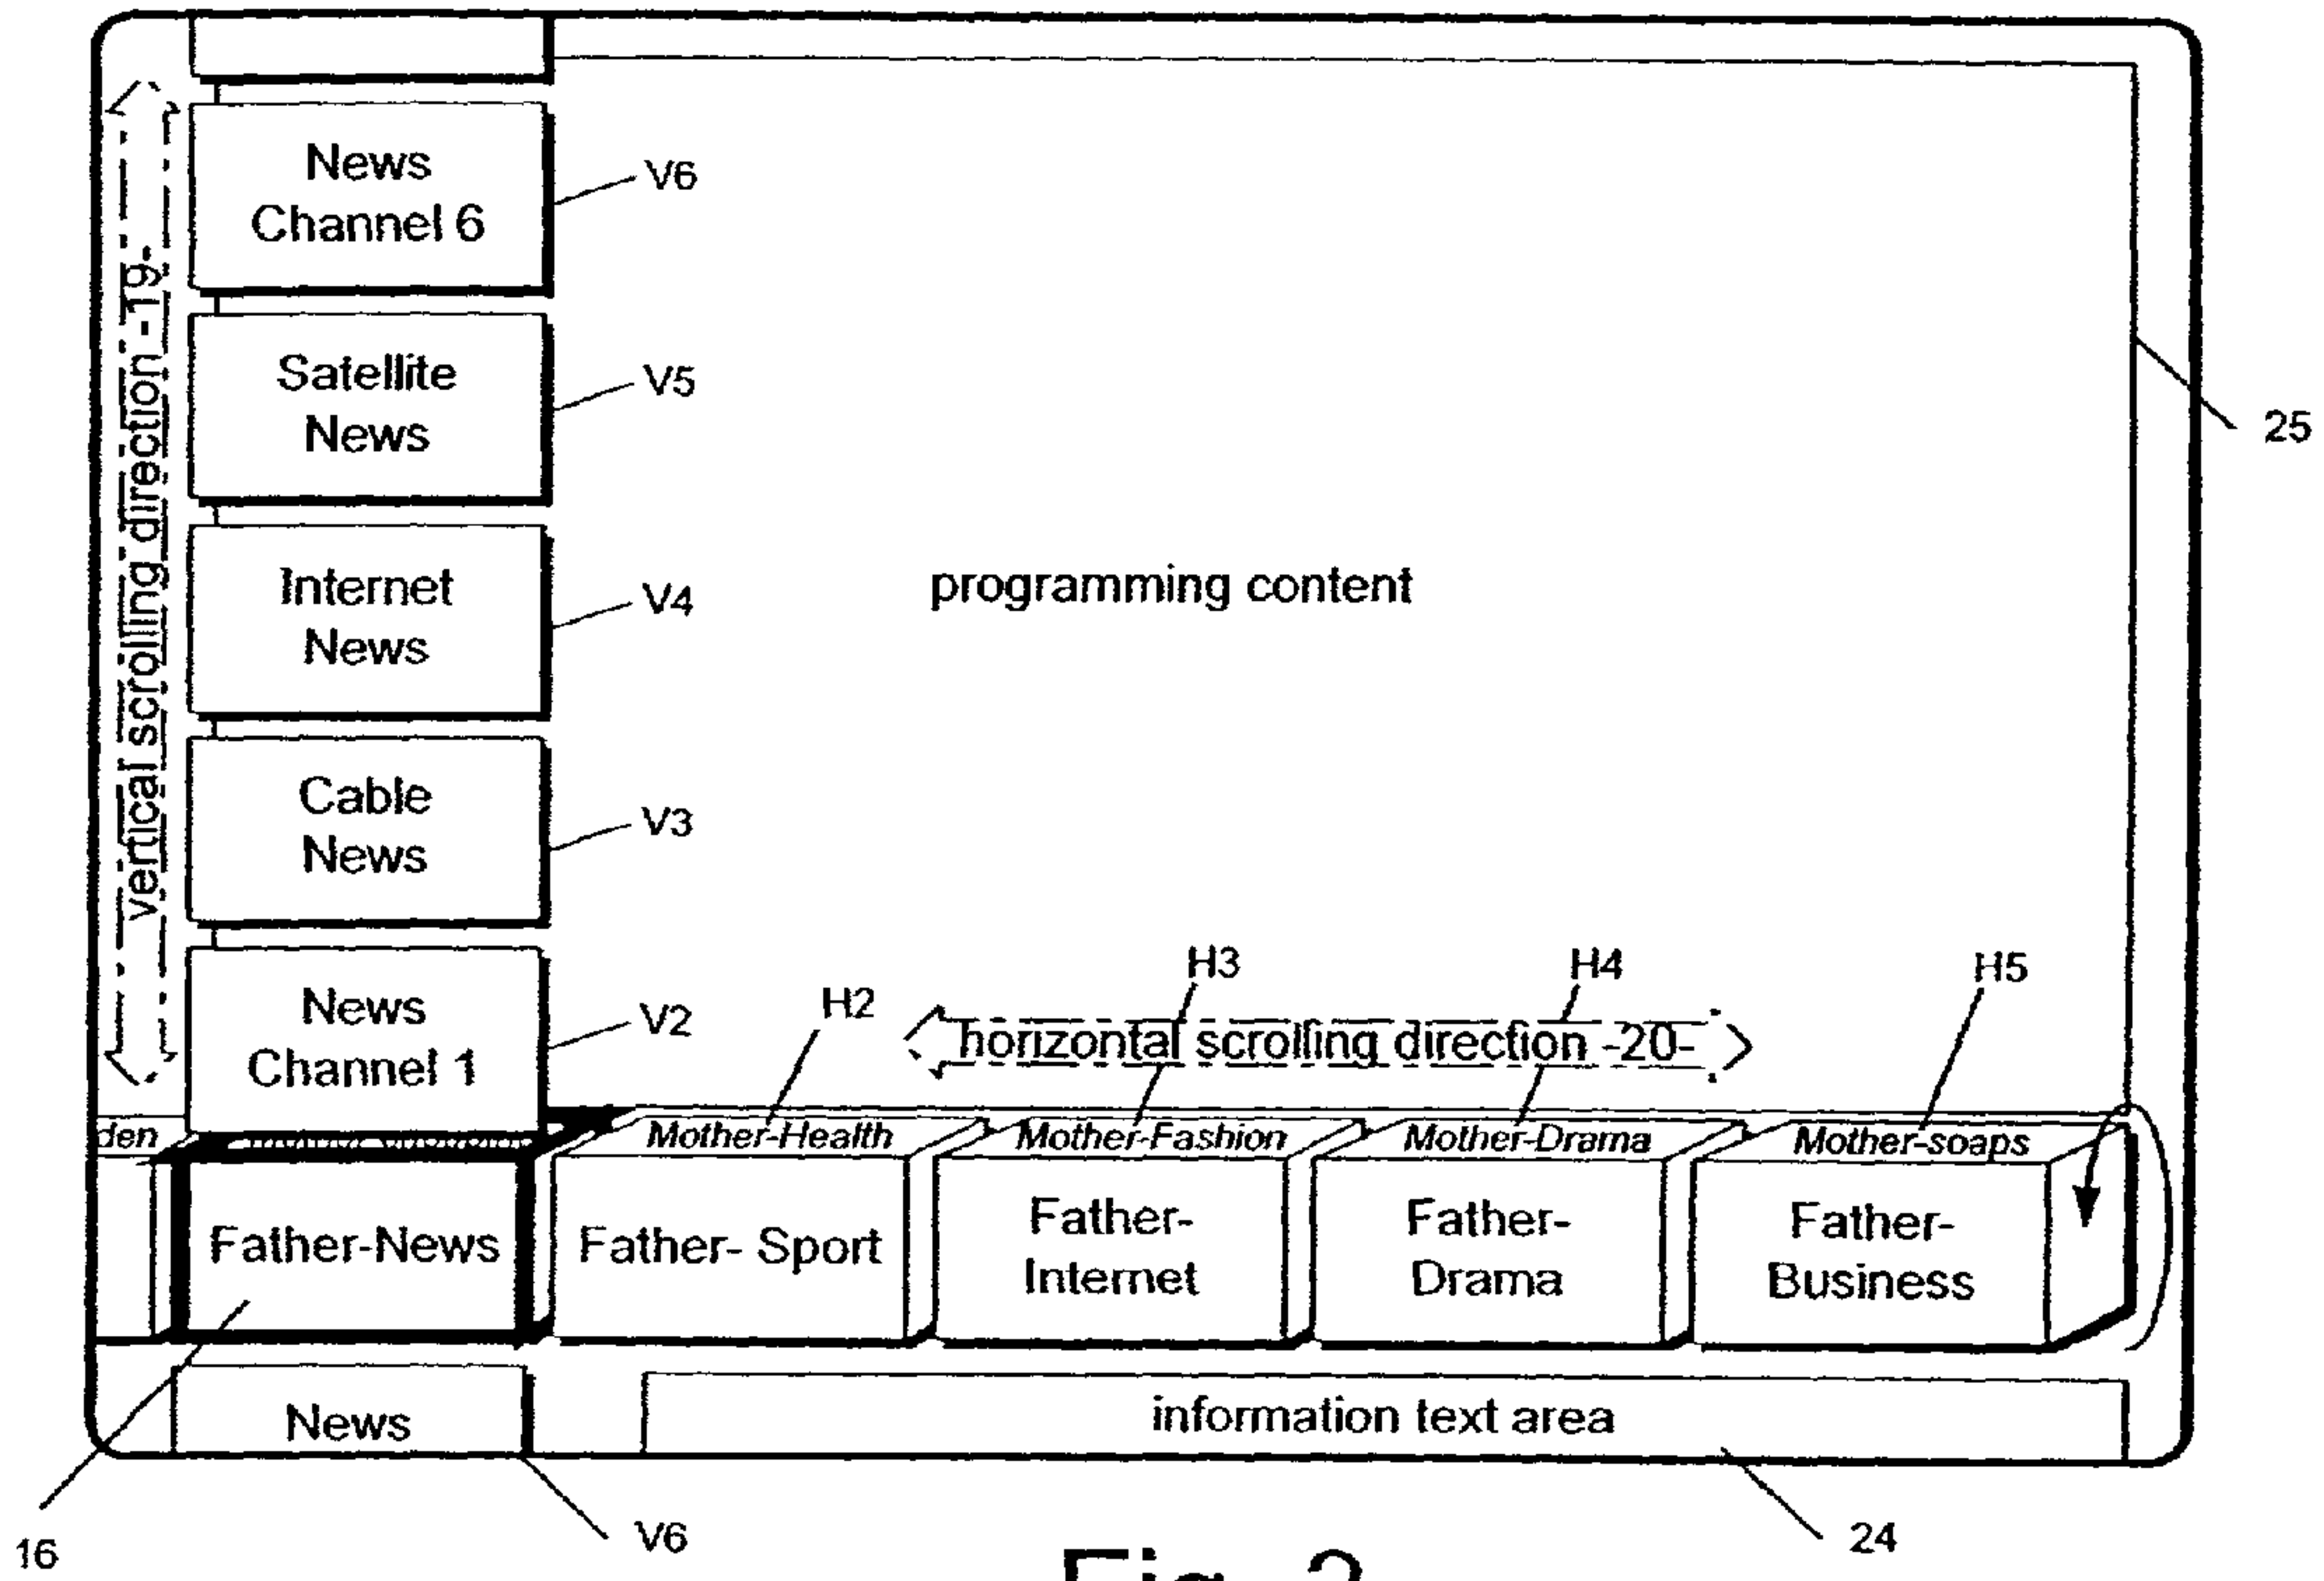 News
Channel 6
V6
Satellite
News
V5
25
vertical scrolling direction -19-
Internet
News
V4
programming content
Cable
News
V3
News
Channel 1
V2
H2
H3
H4
H5
horizontal scrolling direction -20-
den
Mother-Health
Mother-Fashion
Mother-Drama
Mother-soaps
Father-News
Father- Sport
Father-
Internet
Father-
Drama
Father-
Business
News
information text area
16
V6
24